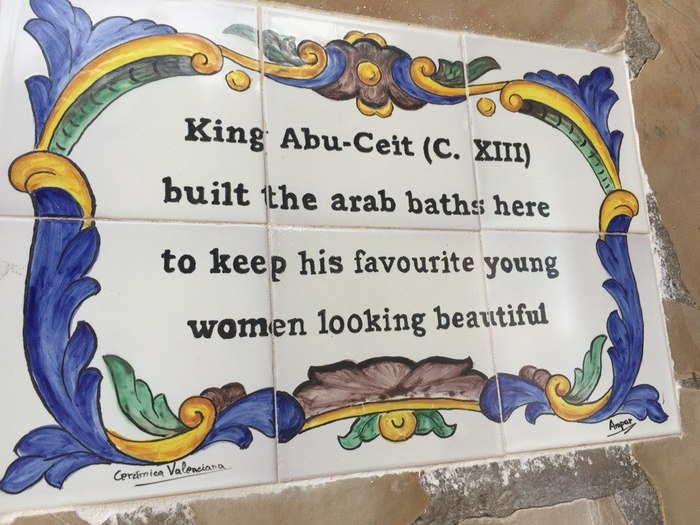 King Abu-Ceit (C. XIII)
built the arab baths here
to keep his favourite young
women looking beautiful
Cerámica Valenciana
Ampar